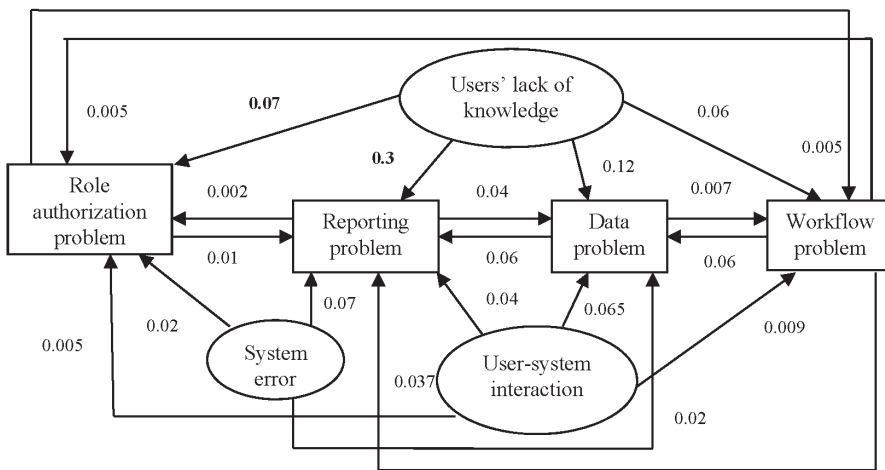 Users' lack of
knowledge
0.005
0.07
0.06
0.005
0.3
0.12
Role
authorization
problem
0.002
0.04
0.007
Reporting
problem
Data
problem
Workflow
problem
0.01
0.06
0.06
0.02
0.07
0.04
0.065
0.009
0.005
System
error
User-system
interaction
0.037
0.02